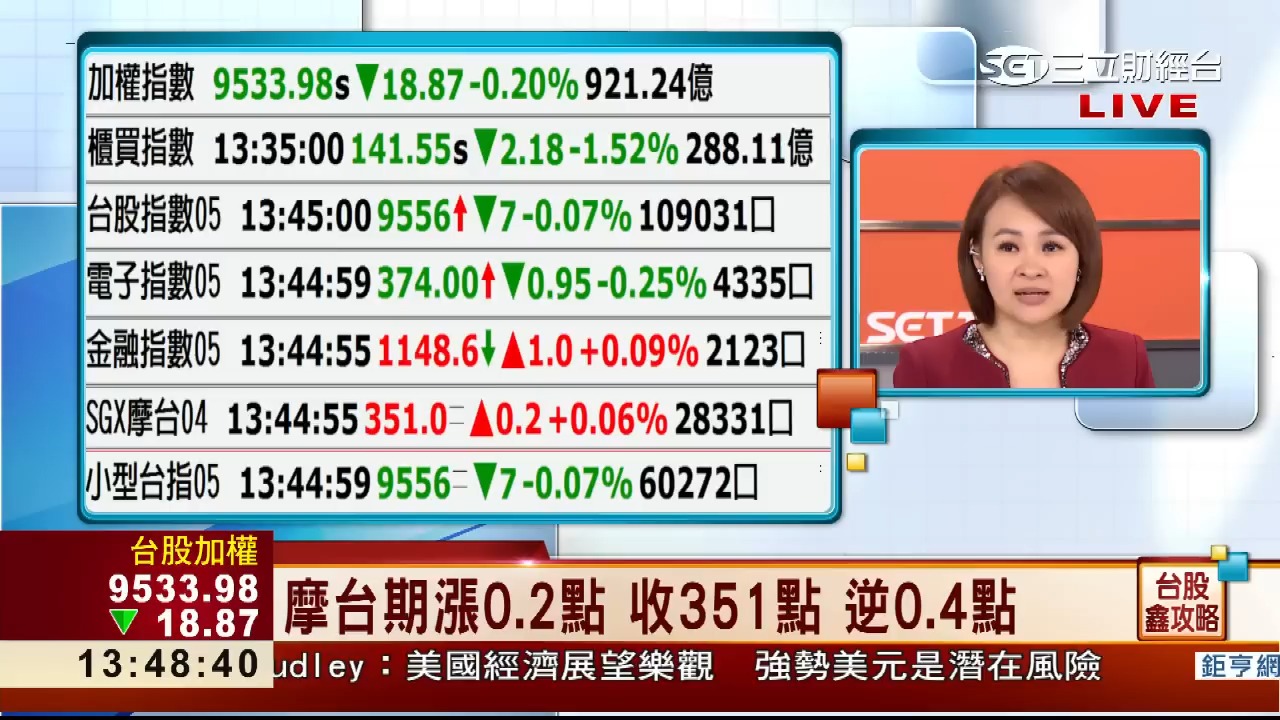 加權指數 9533.98s▼18.87-0.20% 921.24億
櫃買指數 13:35:00 141.55s▼2.18-1.52% 288.11億
台股指數05 13:45:00 9556↑▼7-0.07% 109031口
電子指數05 13:44:59 374.00↑▼0.95-0.25% 4335口
金融指數05 13:44:55 1148.6↓▲1.0+0.09% 2123口
SGX摩台04 13:44:55 351.0=▲0.2+0.06% 28331口
小型台指05 13:44:59 9556=▼7-0.07% 60272口
SET三立財經台
LIVE
SET
台股加權
9533.98
▼ 18.87
13:48:40
摩台期漲0.2點 收351點 逆0.4點
台股
鑫攻略
udley：美國經濟展望樂觀 強勢美元是潛在風險
鉅亨網